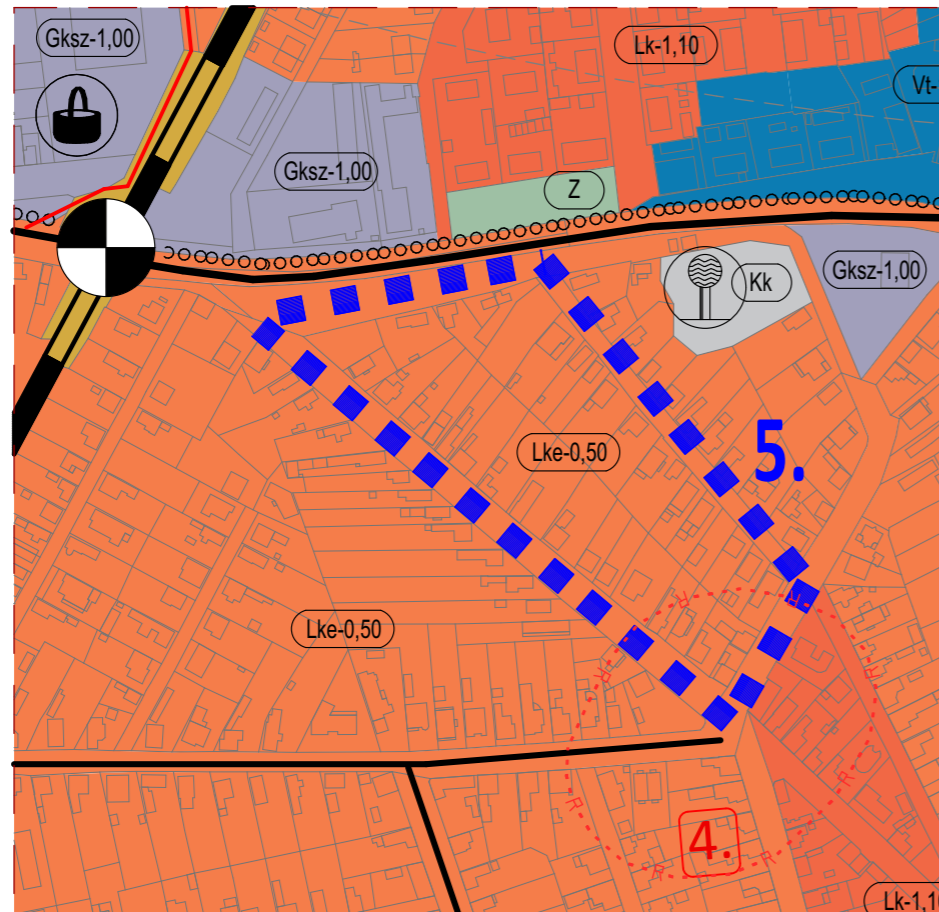 Gksz-1,00
Lk-1,10
Vt-
Gksz-1,00
Z
Kk
Gksz-1,00
Lke-0,50
5.
R
R
R
R
Lke-0,50
R
R
4.
R
R
Lk-1,1